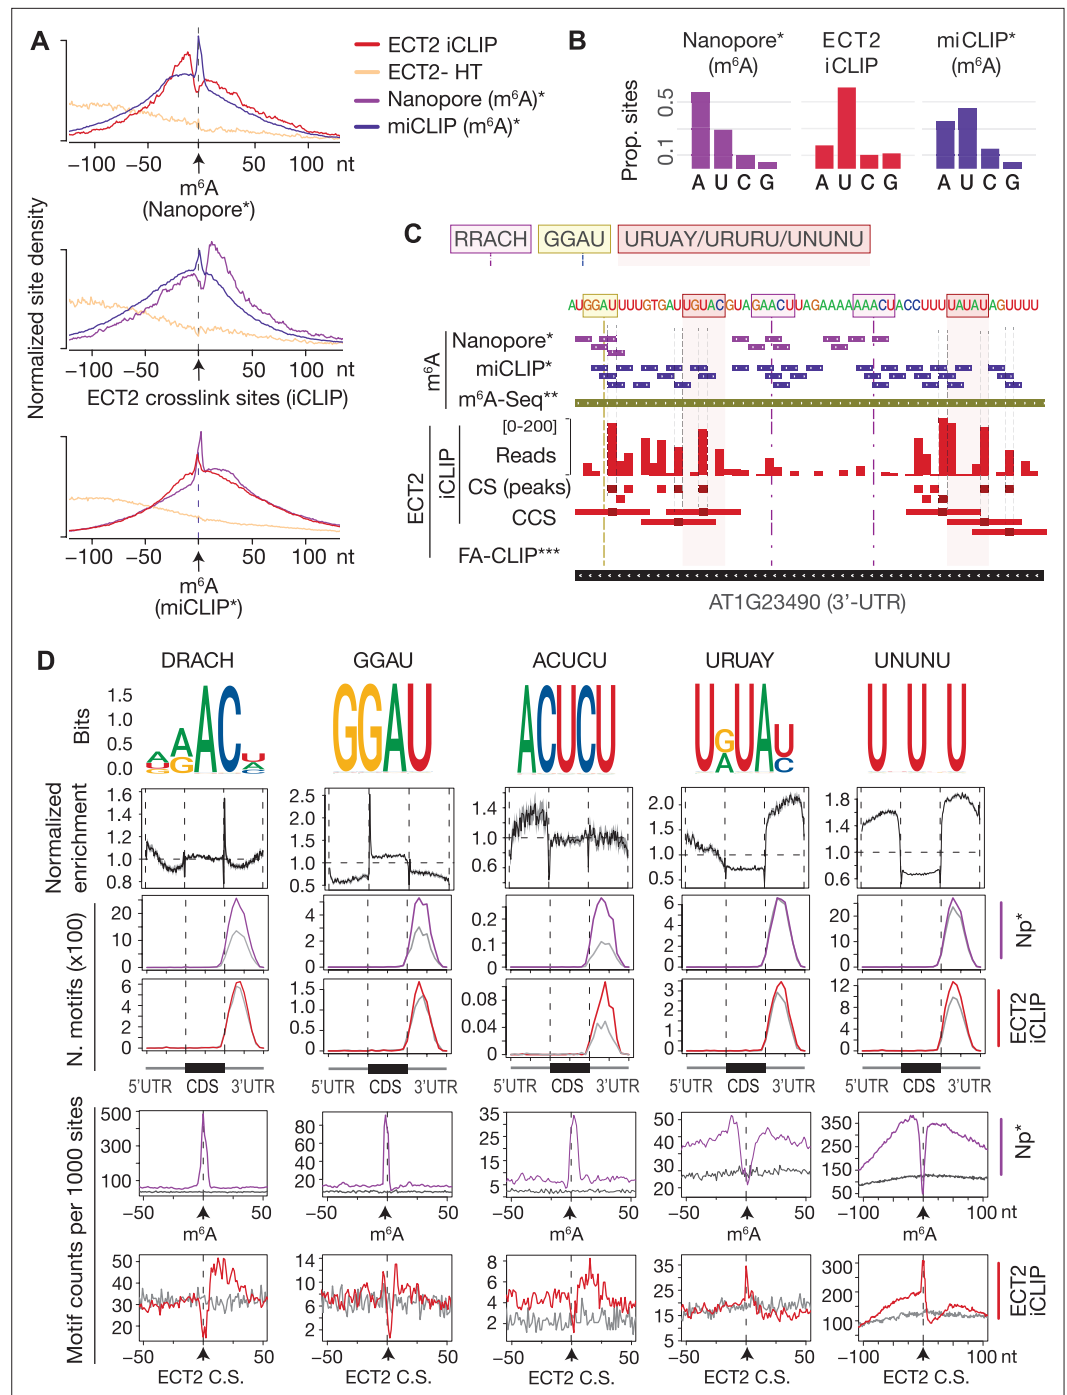 A
ECT2 iCLIP
ECT2- HT
Nanopore (m⁶A)*
miCLIP (m⁶A)*
Normalized site density
−100 −50 50 100 nt
m⁶A
(Nanopore*)
−100 −50 0 50 100 nt
ECT2 crosslink sites (iCLIP)
−100 −50 0 50 100 nt
m⁶A
(miCLIP*)
B
Nanopore*
(m⁶A)
ECT2
iCLIP
miCLIP*
(m⁶A)
Prop. sites
0.5
0.1
A U C G
A U C G
A U C G
C
RRACH GGAU URUAY/URURU/UNUNU
AUGGAUUUUGTGAUUGUACGUAGAACUUAGAAAAAAACUACCUUUUAUAUAGUUUU
m⁶A
Nanopore*
miCLIP*
m⁶A-Seq**
ECT2
iCLIP
[0-200]
Reads
CS (peaks)
CCS
FA-CLIP***
AT1G23490 (3’-UTR)
D
DRACH GGAU ACUCU URUAY UNUNU
Bits
1.5
1.0
0.5
0.0
GGAU
ACUCU
U U U
Normalized
enrichment
1.6
1.4
1.2
1.0
0.8
2.5
2.0
1.5
1.0
0.5
1.4
1.0
0.6
2.0
1.5
1.0
0.5
1.8
1.4
1.0
0.6
N. motifs (x100)
20
10
0
4
2
0
0.2
0.1
0
6
4
2
0
20
10
0
Np*
6
4
2
0
1.5
1.0
0.5
0
0.08
0.04
0
3
2
1
0
12
8
4
0
ECT2
iCLIP
5'UTR CDS 3'UTR
5'UTR CDS 3'UTR
5'UTR CDS 3'UTR
5'UTR CDS 3'UTR
5'UTR CDS 3'UTR
Motif counts per 1000 sites
500
300
100
80
60
40
20
35
25
15
5
50
40
30
20
350
250
150
50
Np*
−50 50
−50 50
−50 50
−50 50
−100 100 nt
m⁶A
m⁶A
m⁶A
m⁶A
m⁶A
50
40
30
20
14
10
6
2
8
6
4
2
35
25
15
5
300
200
100
ECT2
iCLIP
−50 50
−50 50
−50 50
−50 50
−100 100 nt
ECT2 C.S.
ECT2 C.S.
ECT2 C.S.
ECT2 C.S.
ECT2 C.S.